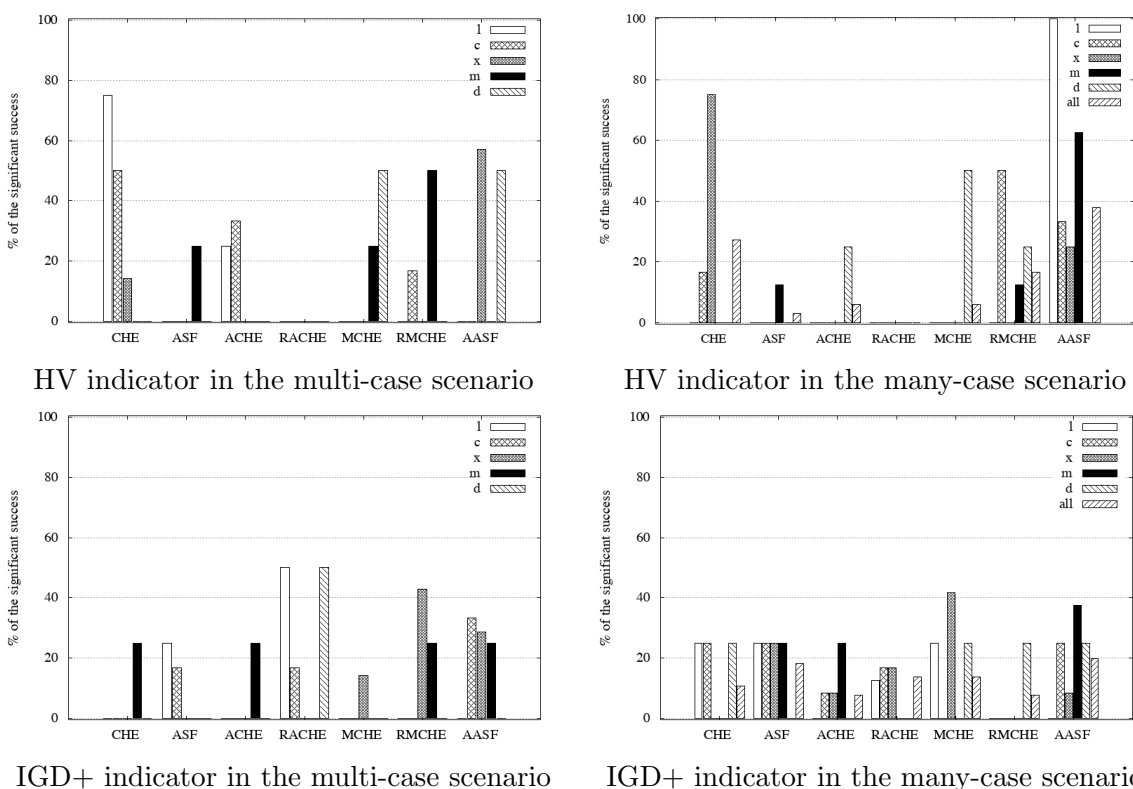 % of the significant success
100
80
60
40
20
0
l
c
x
m
d
CHE ASF ACHE RACHE MCHE RMCHE AASF
HV indicator in the multi-case scenario
% of the significant success
100
80
60
40
20
0
l
c
x
m
d
all
CHE ASF ACHE RACHE MCHE RMCHE AASF
HV indicator in the many-case scenario
% of the significant success
100
80
60
40
20
0
l
c
x
m
d
CHE ASF ACHE RACHE MCHE RMCHE AASF
IGD+ indicator in the multi-case scenario
% of the significant success
100
80
60
40
20
0
l
c
x
m
d
all
CHE ASF ACHE RACHE MCHE RMCHE AASF
IGD+ indicator in the many-case scenario